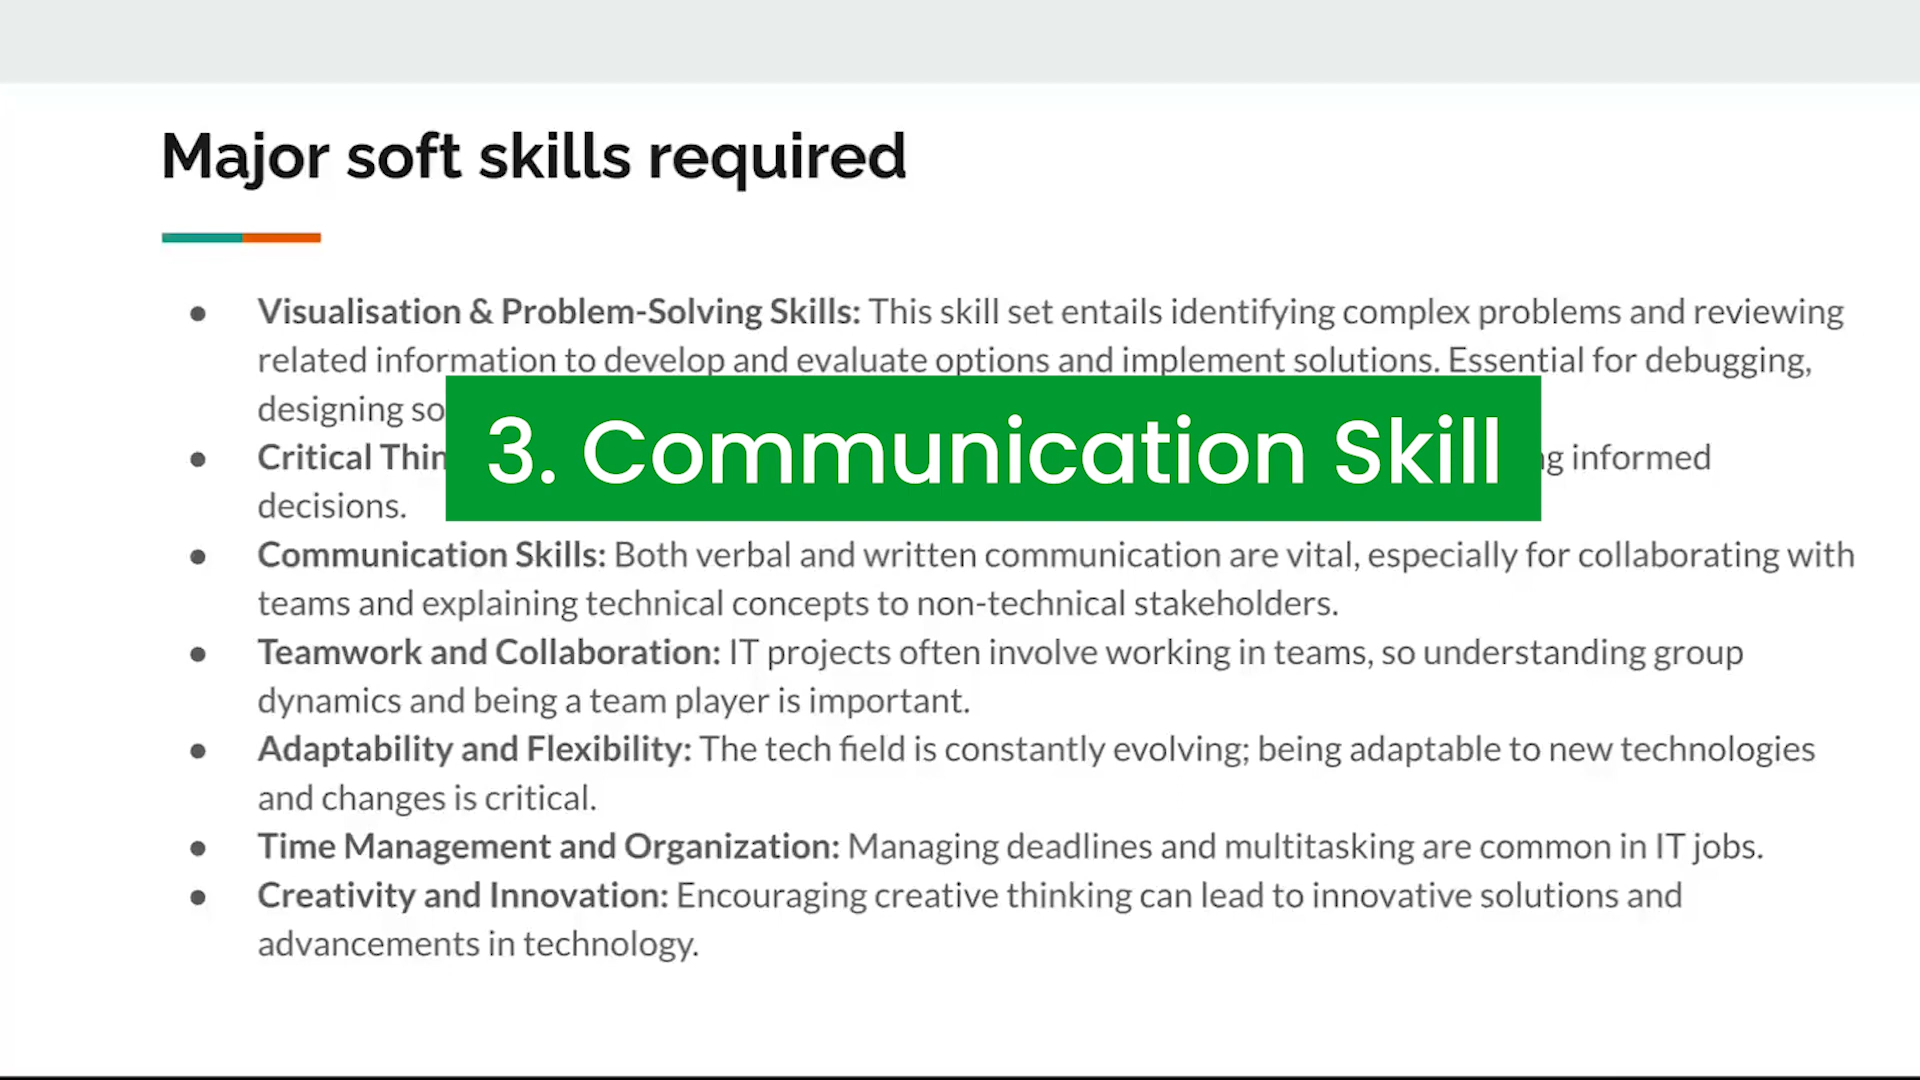 Major soft skills required
● Visualisation & Problem-Solving Skills: This skill set entails identifying complex problems and reviewing
related information to develop and evaluate options and implement solutions. Essential for debugging,
designing
3. Communication Skill
● Critical informed
decisions.
● Communication Skills: Both verbal and written communication are vital, especially for collaborating with
teams and explaining technical concepts to non-technical stakeholders.
● Teamwork and Collaboration: IT projects often involve working in teams, so understanding group
dynamics and being a team player is important.
● Adaptability and Flexibility: The tech field is constantly evolving; being adaptable to new technologies
and changes is critical.
● Time Management and Organization: Managing deadlines and multitasking are common in IT jobs.
● Creativity and Innovation: Encouraging creative thinking can lead to innovative solutions and
advancements in technology.